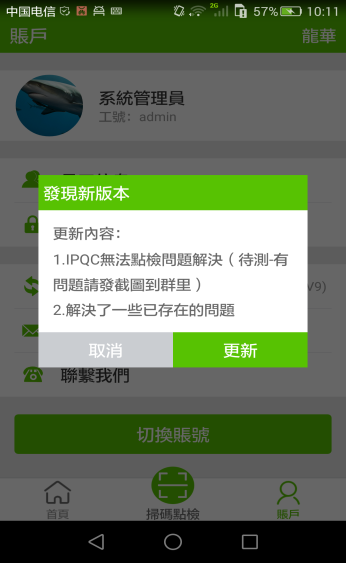 中国电信 2G 57% 10:11
賬戶 龍華
系統管理員
工號：admin
發現新版本
更新內容：
1.IPQC無法點檢問題解決（待測-有
問題請發截圖到群里）
2.解決了一些已存在的問題
V9)
取消 更新
聯繫我們
切換賬號
首頁 掃碼點檢 賬戶